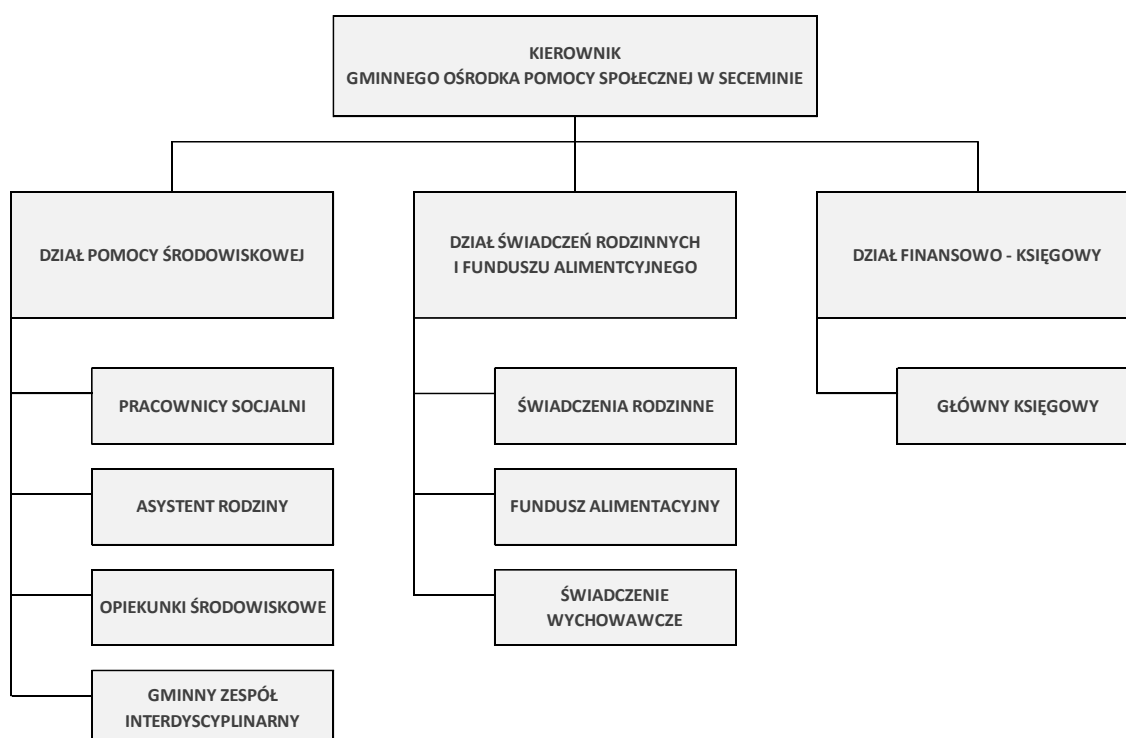 KIEROWNIK
GMINNEGO OŚRODKA POMOCY SPOŁECZNEJ W SECEMINIE
DZIAŁ POMOCY ŚRODOWISKOWEJ
DZIAŁ ŚWIADCZEŃ RODZINNYCH
I FUNDUSZU ALIMENTCYJNEGO
DZIAŁ FINANSOWO - KSIĘGOWY
PRACOWNICY SOCJALNI
ŚWIADCZENIA RODZINNE
GŁÓWNY KSIĘGOWY
ASYSTENT RODZINY
FUNDUSZ ALIMENTACYJNY
OPIEKUNKI ŚRODOWISKOWE
ŚWIADCZENIE
WYCHOWAWCZE
GMINNY ZESPÓŁ
INTERDYSCYPLINARNY